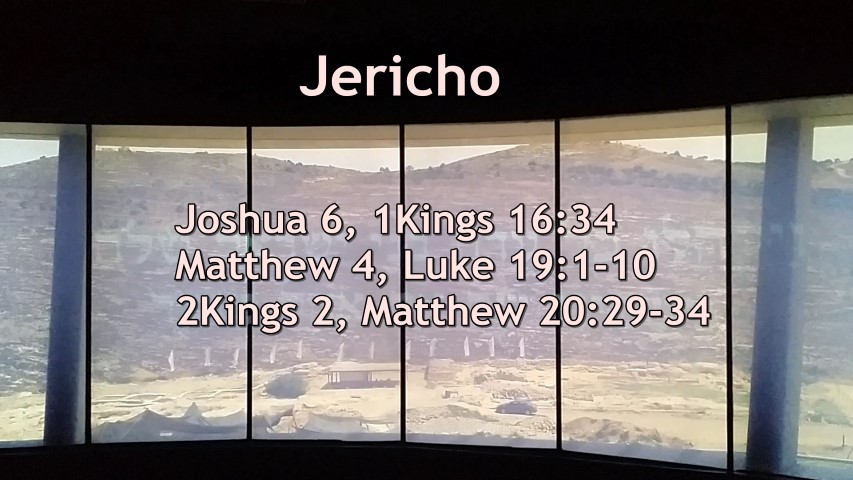 Jericho
Joshua 6, 1Kings 16:34
Matthew 4, Luke 19:1-10
2Kings 2, Matthew 20:29-34